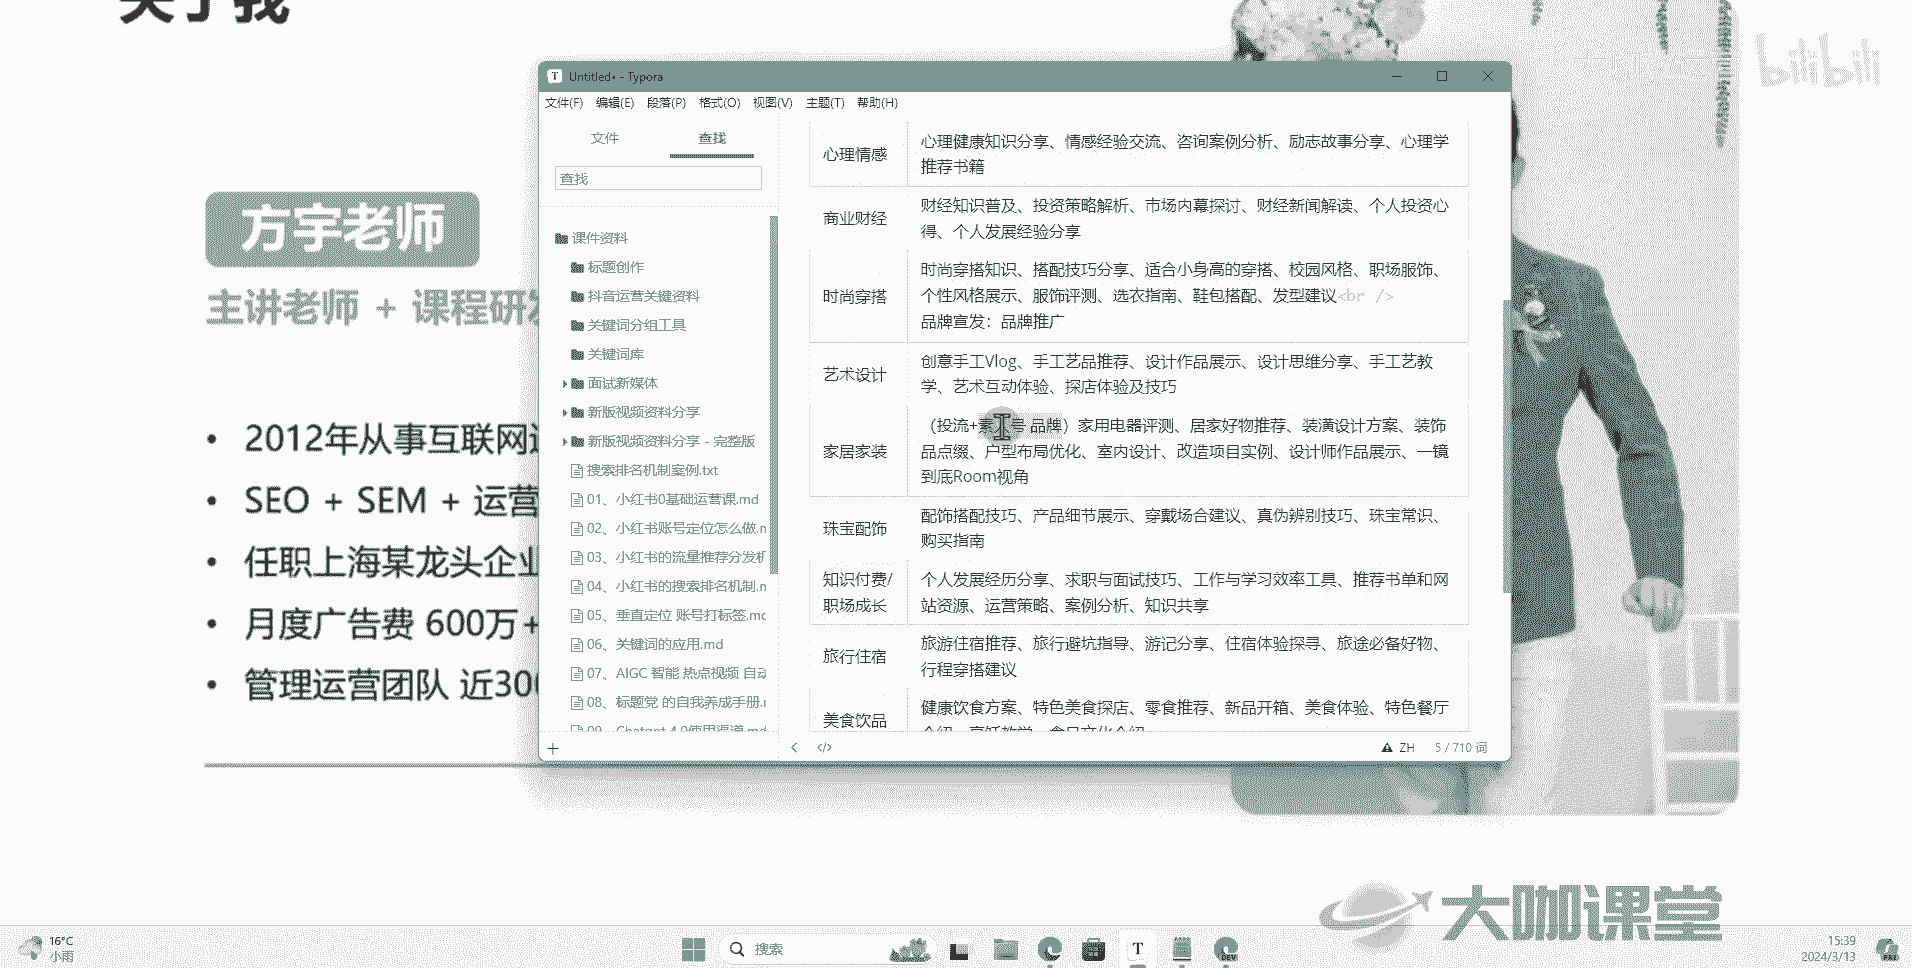 关于我
bilibili
方宇老师
主讲老师 + 课程研发
2012年从事互联网
SEO + SEM + 运营
任职上海某龙头企业
月度广告费 600万+
管理运营团队 近300
Untitled• - Typora
文件(F) 编辑(E) 段落(P) 格式(O) 视图(V) 主题(T) 帮助(H)
文件 查找
查找
课件资料
标题创作
抖音运营关键资料
关键词分组工具
关键词库
面试新媒体
新版视频资料分享
新版视频资料分享 - 完整版
搜索排名机制案例.txt
01、小红书0基础运营课.md
02、小红书账号定位怎么做.n
03、小红书的流量推荐分发机
04、小红书的搜索排名机制.n
05、垂直定位 账号打标签.mc
06、关键词的应用.md
07、AIGC 智能 热点视频 自动
08、标题党 的自我养成手册.r
09、Chatgpt 4.0使用渠道.md
心理情感
心理健康知识分享、情感经验交流、咨询案例分析、励志故事分享、心理学
推荐书籍
商业财经
财经知识普及、投资策略解析、市场内幕探讨、财经新闻解读、个人投资心
得、个人发展经验分享
时尚穿搭
时尚穿搭知识、搭配技巧分享、适合小身高的穿搭、校园风格、职场服饰、
个性风格展示、服饰评测、选衣指南、鞋包搭配、发型建议<br />
品牌宣发：品牌推广
艺术设计
创意手工Vlog、手工艺品推荐、设计作品展示、设计思维分享、手工艺教
学、艺术互动体验、探店体验及技巧
家居家装
（投流+素 号 品牌）家用电器评测、居家好物推荐、装潢设计方案、装饰
品点缀、户型布局优化、室内设计、改造项目实例、设计师作品展示、一镜
到底Room视角
珠宝配饰
配饰搭配技巧、产品细节展示、穿戴场合建议、真伪辨别技巧、珠宝常识、
购买指南
知识付费/
职场成长
个人发展经历分享、求职与面试技巧、工作与学习效率工具、推荐书单和网
站资源、运营策略、案例分析、知识共享
旅行住宿
旅游住宿推荐、旅行避坑指导、游记分享、住宿体验探寻、旅途必备好物、
行程穿搭建议
美食饮品
健康饮食方案、特色美食探店、零食推荐、新品开箱、美食体验、特色餐厅
介绍、烹饪教学、食品文化介绍
</> ZH 5 / 710 词
大咖课堂
16°C
小雨
搜索
T
DEV
15:39
2024/3/13